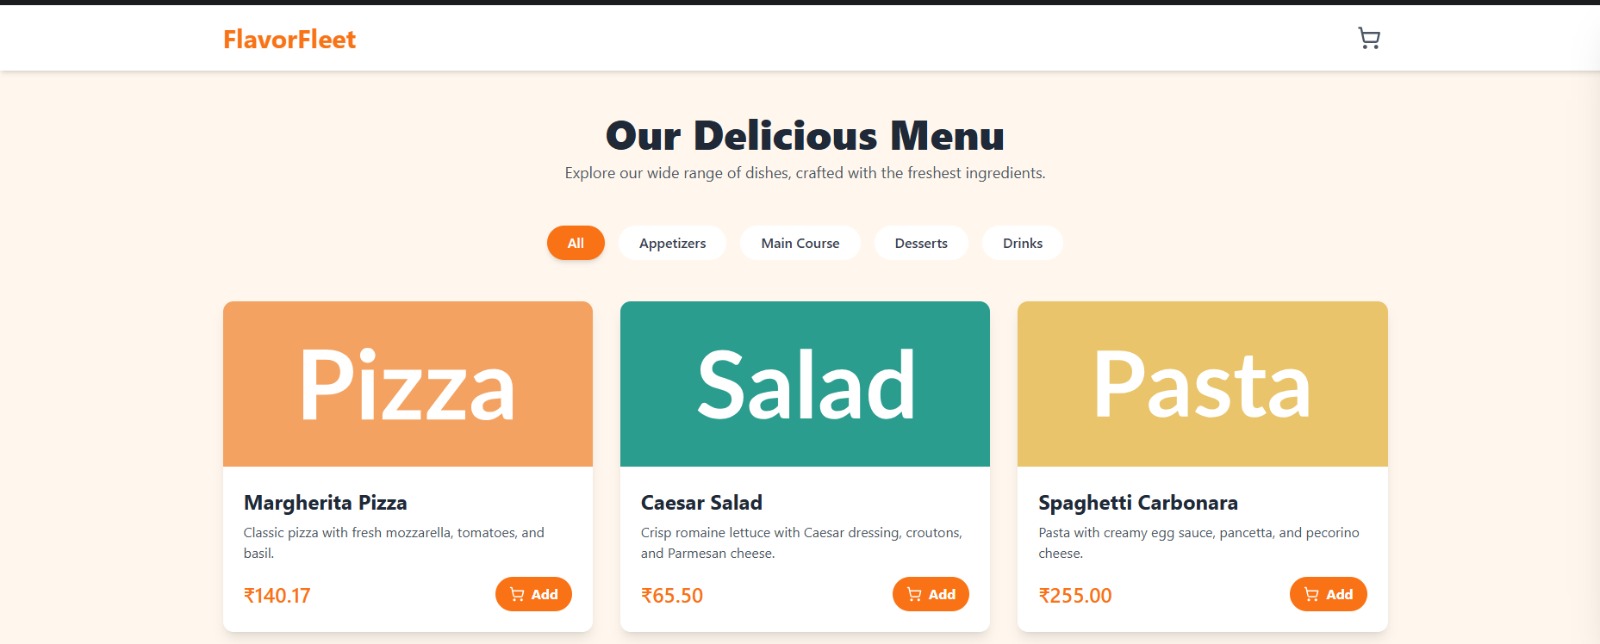 FlavorFleet
Our Delicious Menu
Explore our wide range of dishes, crafted with the freshest ingredients.
All
Appetizers
Main Course
Desserts
Drinks
Pizza
Salad
Pasta
Margherita Pizza
Classic pizza with fresh mozzarella, tomatoes, and
basil.
₹140.17
Add
Caesar Salad
Crisp romaine lettuce with Caesar dressing, croutons,
and Parmesan cheese.
₹65.50
Add
Spaghetti Carbonara
Pasta with creamy egg sauce, pancetta, and pecorino
cheese.
₹255.00
Add